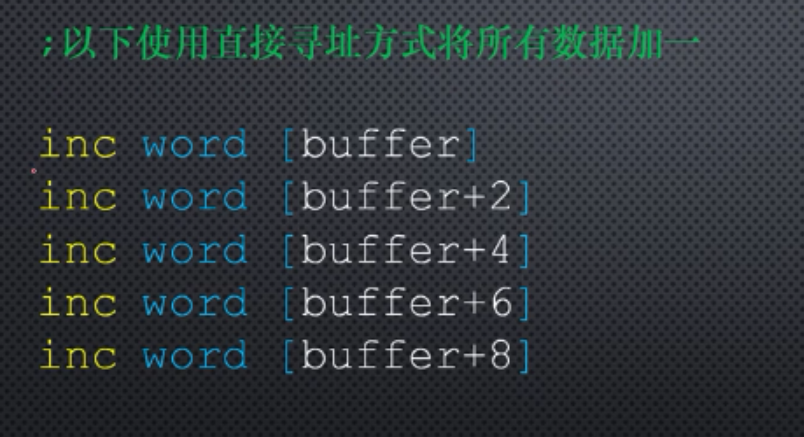 ;以下使用直接寻址方式将所有数据加一
inc word [buffer]
inc word [buffer+2]
inc word [buffer+4]
inc word [buffer+6]
inc word [buffer+8]